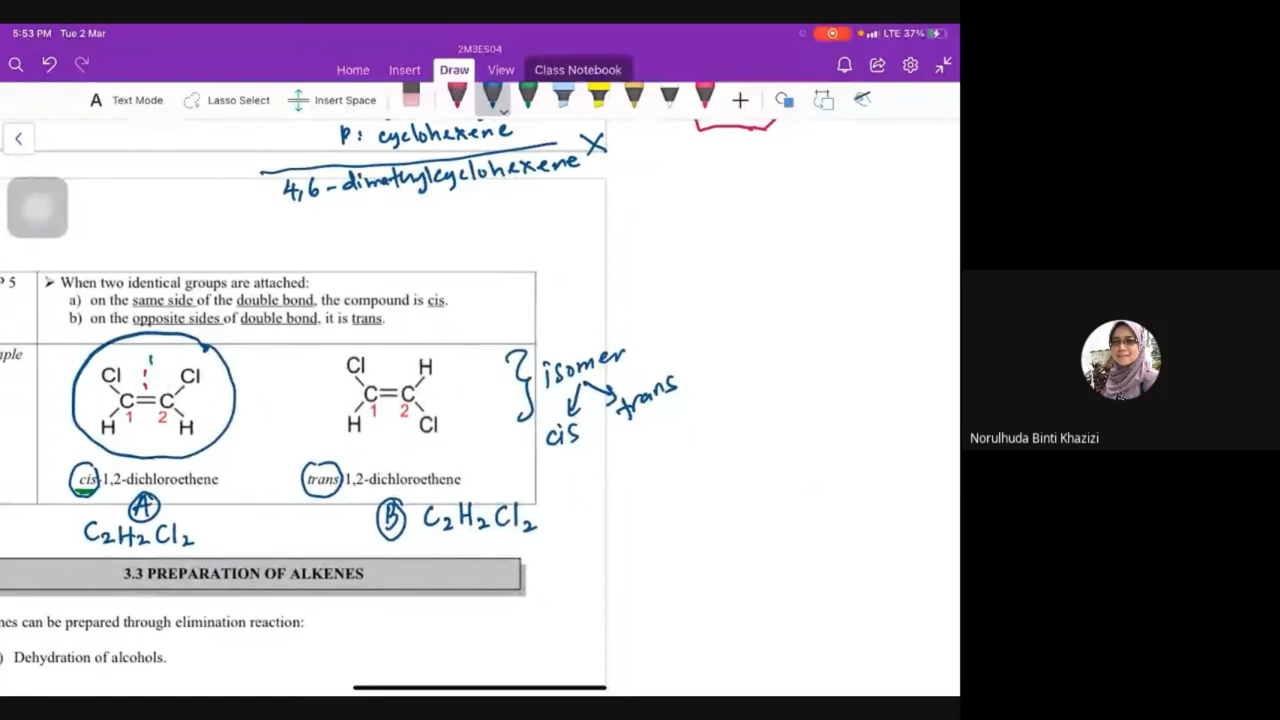 5:53 PM Tue 2 Mar
LTE 37%
2M3ES04
Home Insert Draw View Class Notebook
Text Mode Lasso Select Insert Space
P: cyclohexene
4,6-dimethylcyclohexene X
P 5
➤ When two identical groups are attached:
a) on the same side of the double bond, the compound is cis.
b) on the opposite sides of double bond, it is trans.
mple
Cl Cl
C=C
1 2
H H
Cl H
C=C
1 2
H Cl
isomer
cis trans
cis-1,2-dichloroethene
trans-1,2-dichloroethene
A
C2H2Cl2
B C2H2Cl2
3.3 PREPARATION OF ALKENES
nes can be prepared through elimination reaction:
) Dehydration of alcohols.
Norulhuda Binti Khazizi